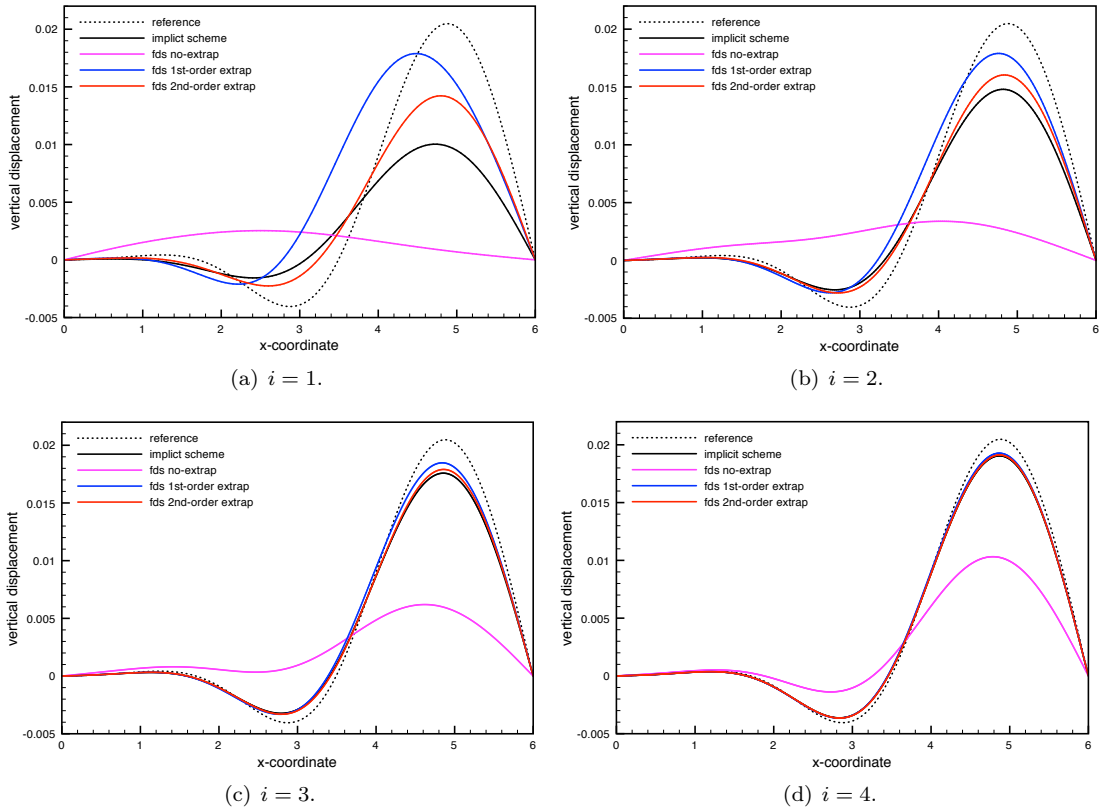 reference
implict scheme
fds no-extrap
fds 1st-order extrap
fds 2nd-order extrap
0.02
0.015
0.01
0.005
0
-0.005
vertical displacement
0 1 2 3 4 5 6
x-coordinate
(a) i = 1.
reference
implicit scheme
fds no-extrap
fds 1st-order extrap
fds 2nd-order extrap
0.02
0.015
0.01
0.005
0
-0.005
vertical displacement
0 1 2 3 4 5 6
x-coordinate
(b) i = 2.
reference
implict scheme
fds no-extrap
fds 1st-order extrap
fds 2nd-order extrap
0.02
0.015
0.01
0.005
0
-0.005
vertical displacement
0 1 2 3 4 5 6
x-coordinate
(c) i = 3.
reference
implict scheme
fds no-extrap
fds 1st-order extrap
fds 2nd-order extrap
0.02
0.015
0.01
0.005
0
-0.005
vertical displacement
0 1 2 3 4 5 6
x-coordinate
(d) i = 4.